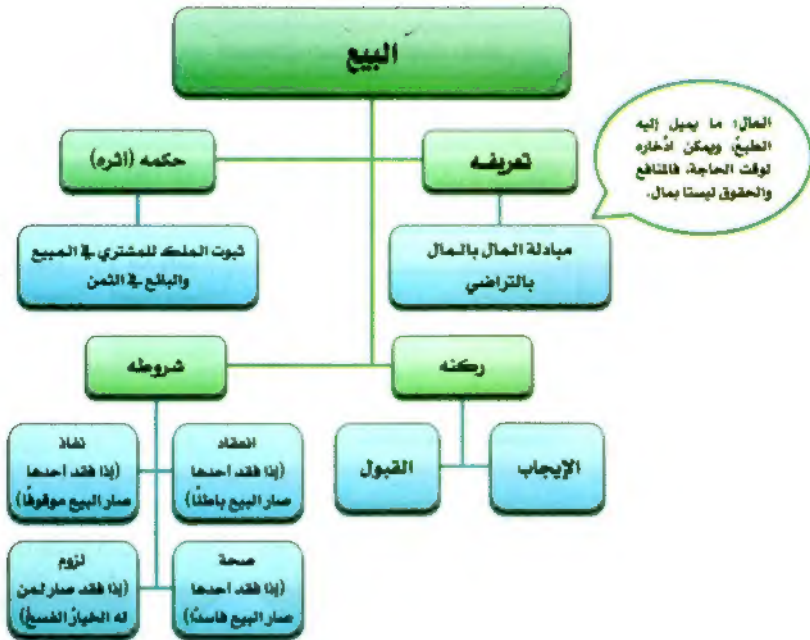 البيع
المال: ما يميل إليه
الطبعُ، ويمكن ادّخاره
لوقت الحاجة، فالمنافع
والحقوق ليستا بمال.
تعريفه
حكمه (أثره)
مبادلة المال بالمال
بالتراضي
ثبوت الملك للمشتري في المبيع
والبائع في الثمن
ركنه
شروطه
الإيجاب
القبول
انعقاد
(إذا فقد أحدها
صار البيع باطلًا)
نفاذ
(إذا فقد أحدها
صار البيع موقوفًا)
صحة
(إذا فقد أحدها
صار البيع فاسدًا)
لزوم
(إذا فقد صار لمن
له الخيارُ الفسخُ)